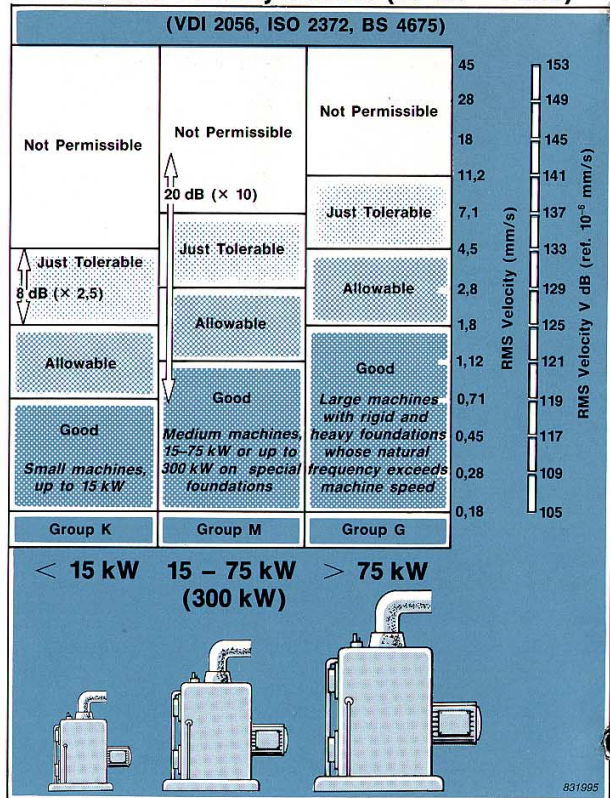 (VDI 2056, ISO 2372, BS 4675)
Not Permissible
Just Tolerable
8 dB (× 2,5)
Allowable
Good
Small machines,
up to 15 kW
Group K
Not Permissible
20 dB (× 10)
Just Tolerable
Allowable
Good
Medium machines,
15–75 kW or up to
300 kW on special
foundations
Group M
Not Permissible
Just Tolerable
Allowable
Good
Large machines
with rigid and
heavy foundations
whose natural
frequency exceeds
machine speed
Group G
45
28
18
11,2
7,1
4,5
2,8
1,8
1,12
0,71
0,45
0,28
0,18
RMS Velocity (mm/s)
153
149
145
141
137
133
129
125
121
119
117
109
105
RMS Velocity V dB (ref. 10⁻⁶ mm/s)
< 15 kW
15 – 75 kW
(300 kW)
> 75 kW
831995